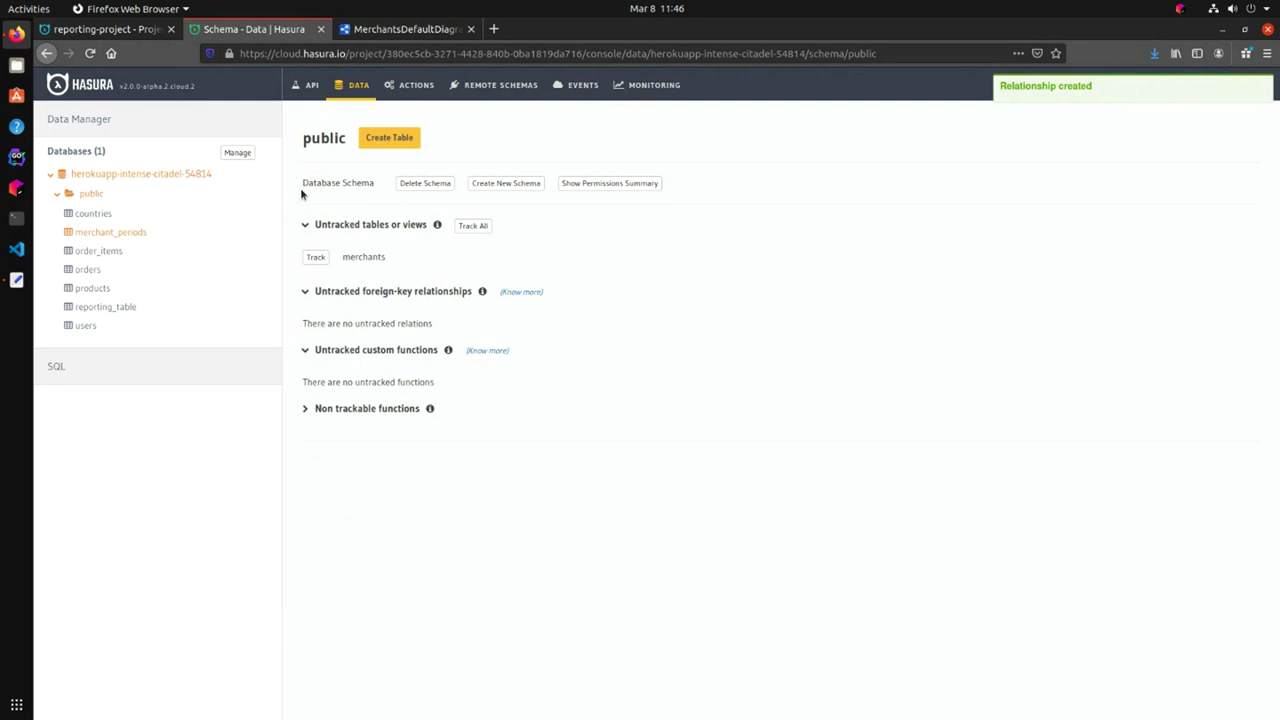 Activities
Firefox Web Browser
Mar 8 11:46
reporting-project - Proje
Schema - Data | Hasura
MerchantsDefaultDiagra
https://cloud.hasura.io/project/380ec5cb-3271-4428-840b-0ba1819da716/console/data/herokuapp-intense-citadel-54814/schema/public
HASURA v2.0.0-alpha.2.cloud.2
API
DATA
ACTIONS
REMOTE SCHEMAS
EVENTS
MONITORING
Relationship created
Data Manager
Databases (1)
Manage
herokuapp-intense-citadel-54814
public
countries
merchant_periods
order_items
orders
products
reporting_table
users
SQL
public
Create Table
Database Schema
Delete Schema
Create New Schema
Show Permissions Summary
Untracked tables or views
Track All
Track
merchants
Untracked foreign-key relationships
(Know more)
There are no untracked relations
Untracked custom functions
(Know more)
There are no untracked functions
Non trackable functions